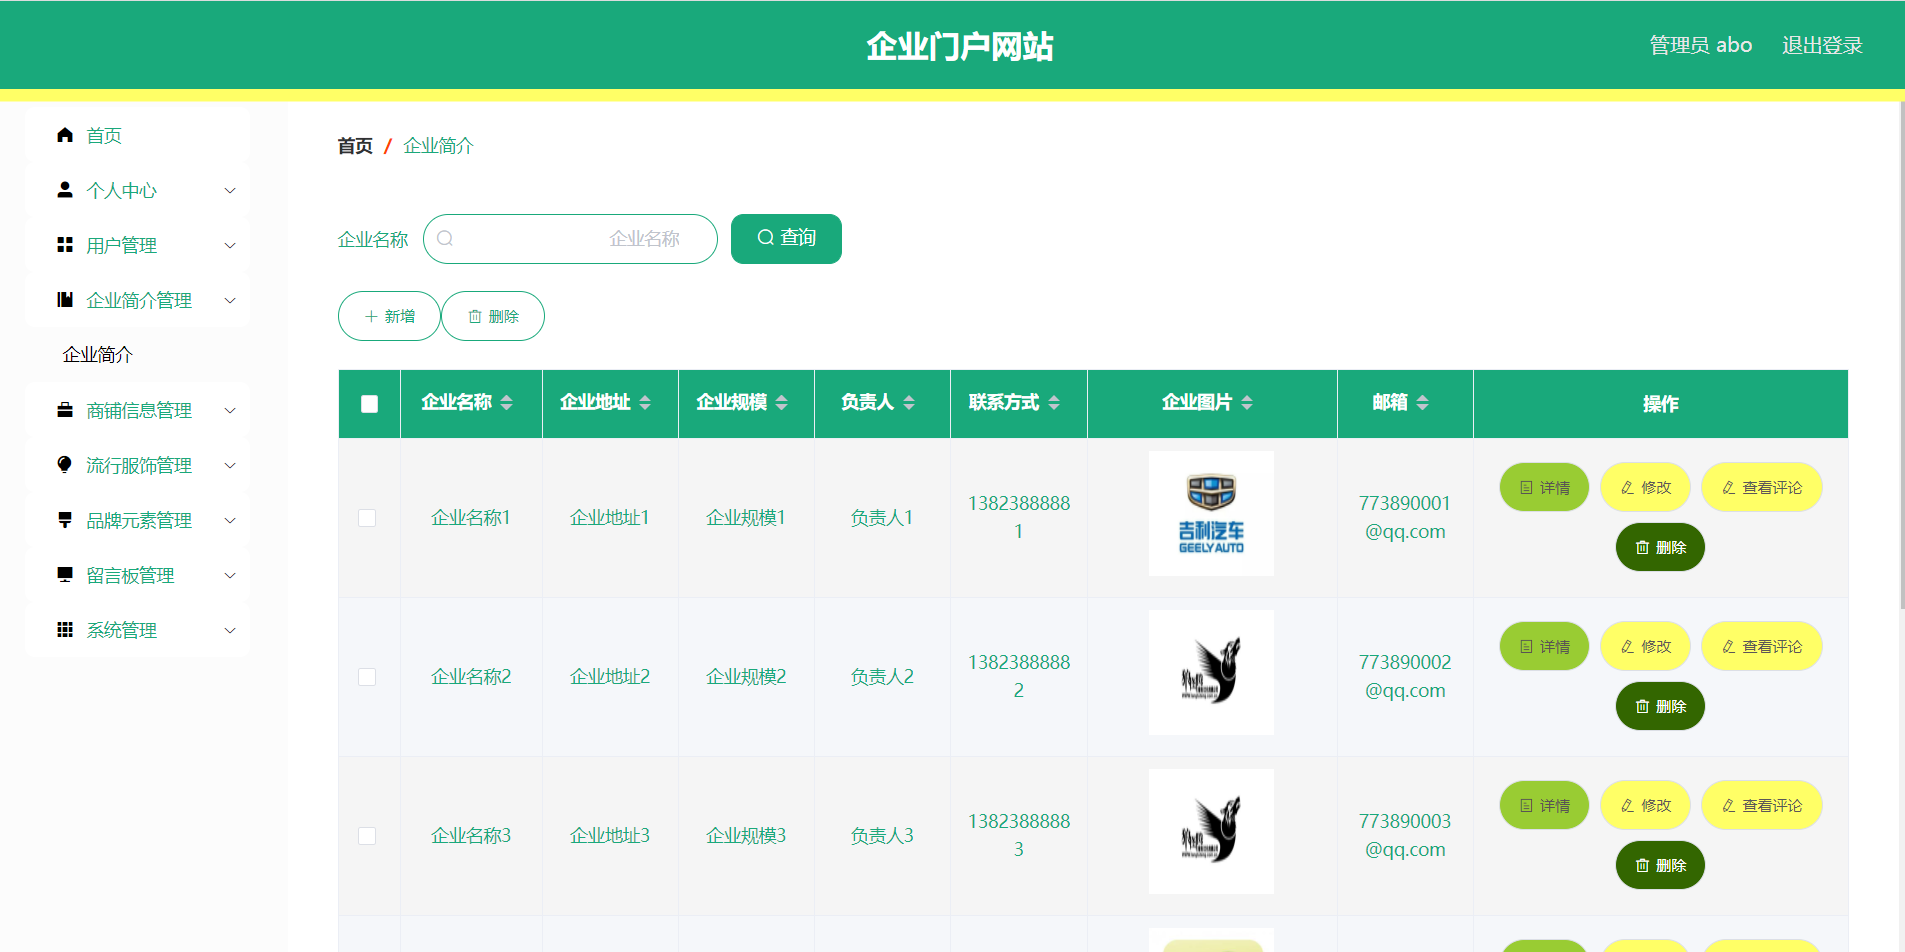 企业门户网站
管理员 abo 退出登录
首页
个人中心
用户管理
企业简介管理
企业简介
商铺信息管理
流行服饰管理
品牌元素管理
留言板管理
系统管理
首页 / 企业简介
企业名称 企业名称 查询
新增 删除
企业名称 企业地址 企业规模 负责人 联系方式 企业图片 邮箱 操作
企业名称1 企业地址1 企业规模1 负责人1 1382388888
1
吉利汽车
GEELY AUTO
773890001
@qq.com
详情 修改 查看评论
删除
企业名称2 企业地址2 企业规模2 负责人2 1382388888
2
773890002
@qq.com
详情 修改 查看评论
删除
企业名称3 企业地址3 企业规模3 负责人3 1382388888
3
773890003
@qq.com
详情 修改 查看评论
删除